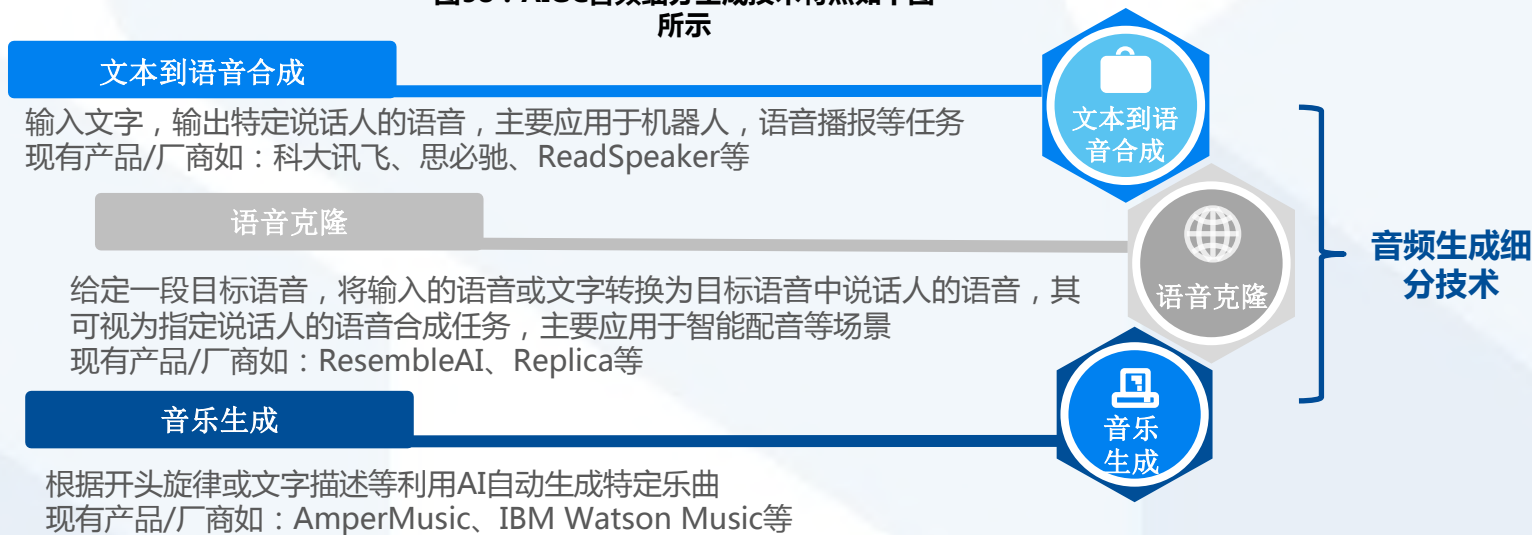 所示
文本到语音合成
输入文字，输出特定说话人的语音，主要应用于机器人，语音播报等任务
现有产品/厂商如：科大讯飞、思必驰、ReadSpeaker等
语音克隆
给定一段目标语音，将输入的语音或文字转换为目标语音中说话人的语音，其
可视为指定说话人的语音合成任务，主要应用于智能配音等场景
现有产品/厂商如：ResembleAI、Replica等
音乐生成
根据开头旋律或文字描述等利用AI自动生成特定乐曲
现有产品/厂商如：AmperMusic、IBM Watson Music等
文本到语
音合成
语音克隆
音乐
生成
音频生成细
分技术